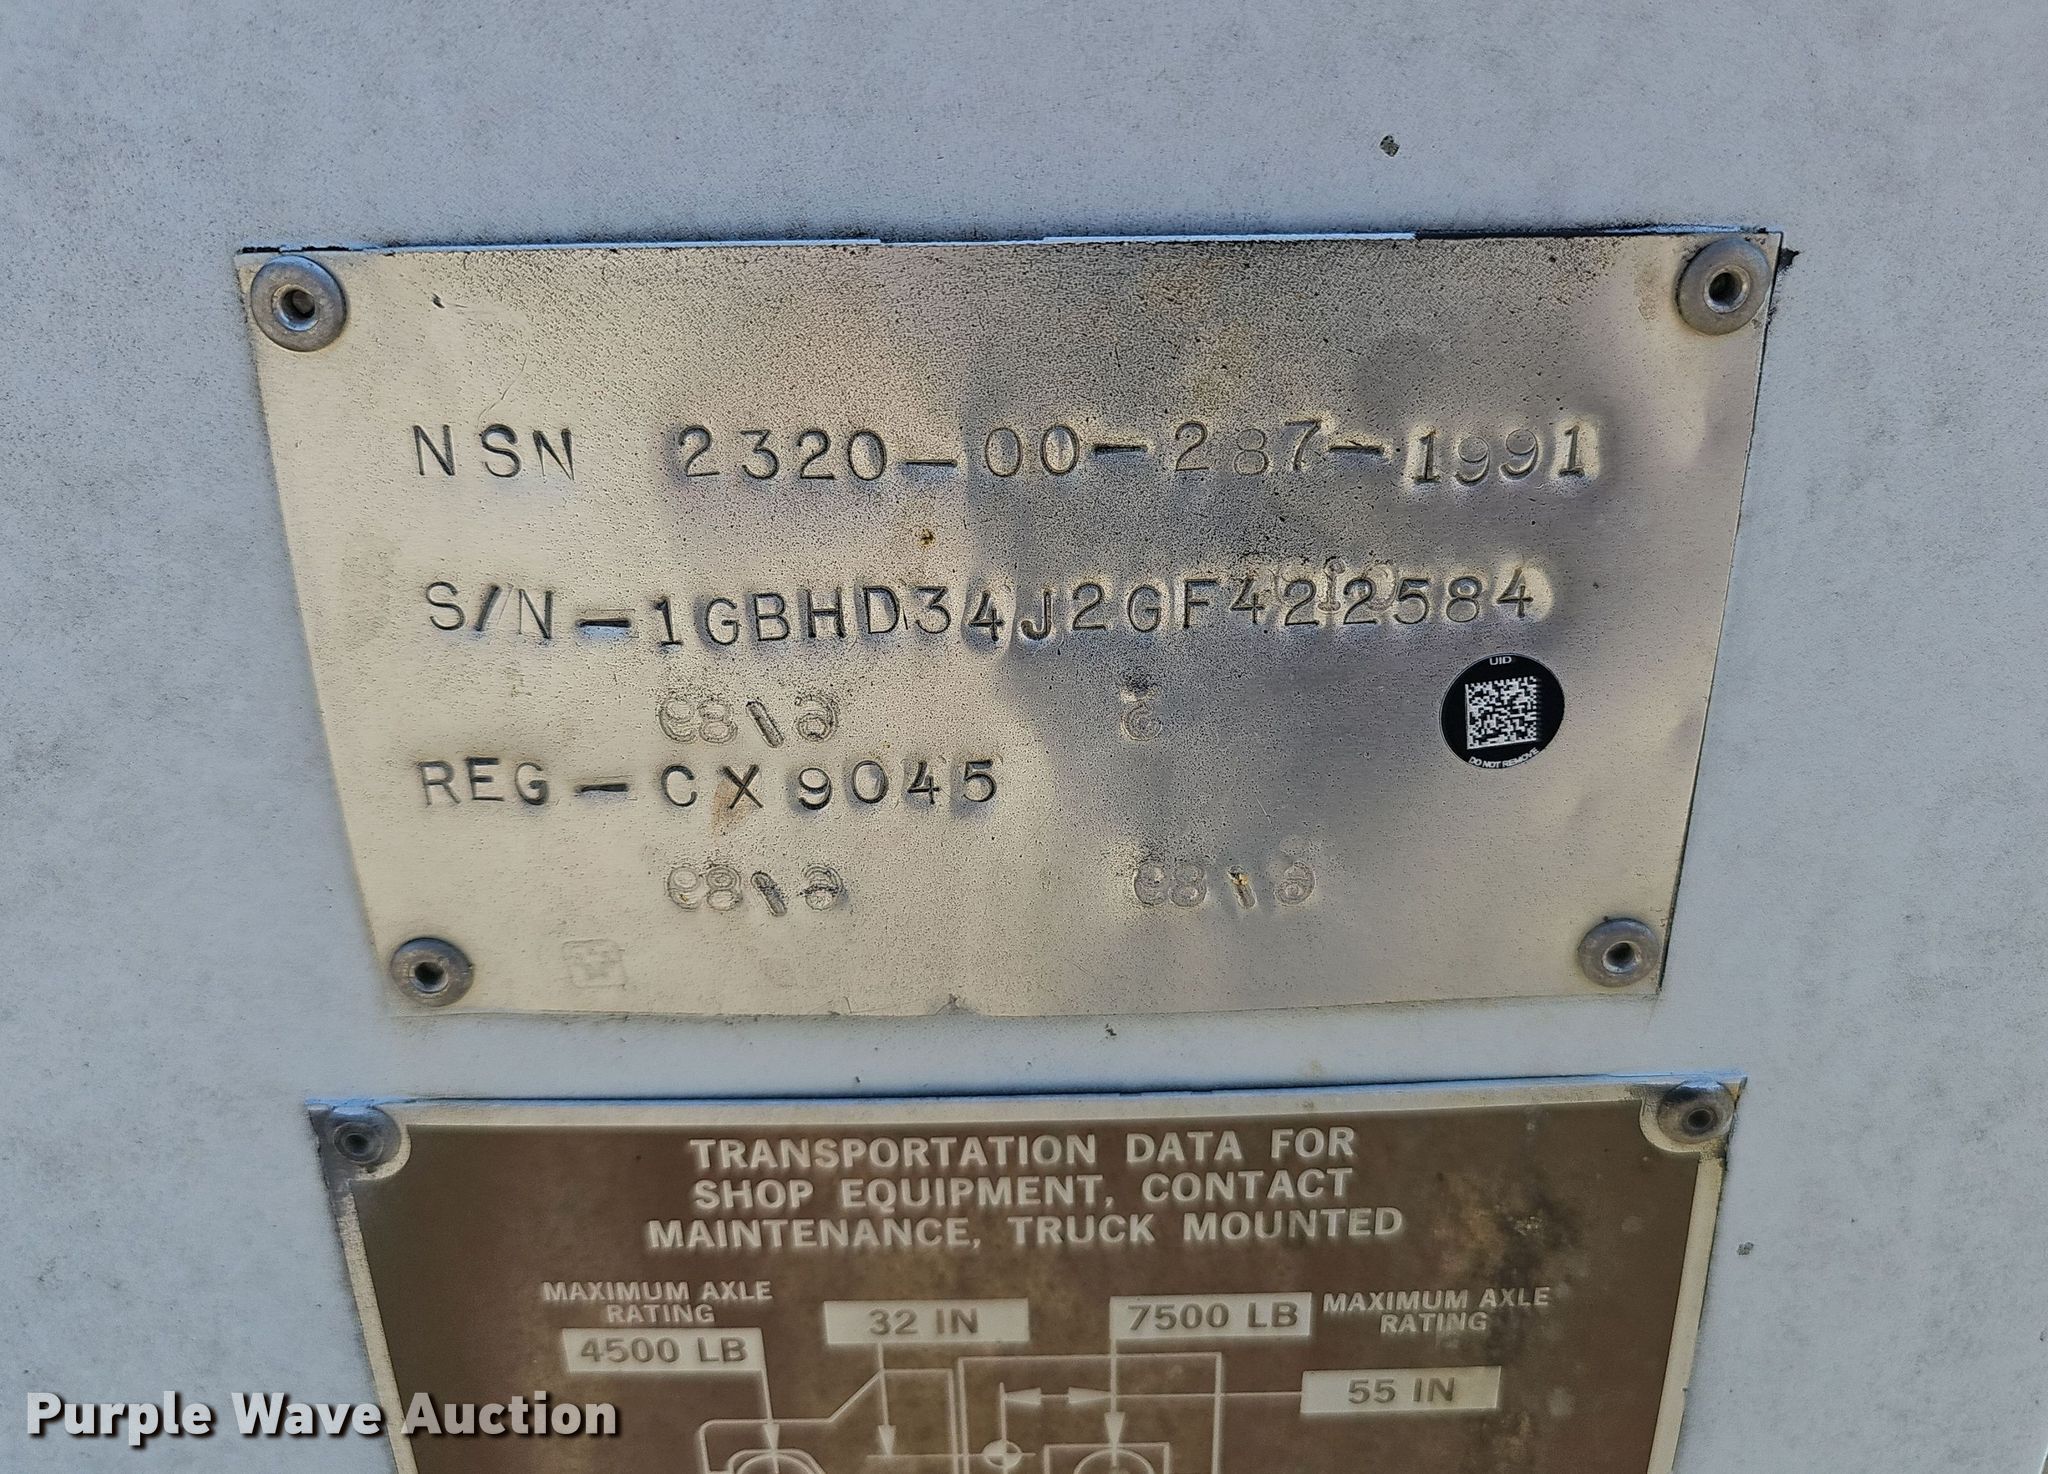 NSN 2320-00-287-1991
S/N-1GBHD34J2GF422584
UID
DO NOT REMOVE
REG-CX9045
TRANSPORTATION DATA FOR
SHOP EQUIPMENT, CONTACT
MAINTENANCE, TRUCK MOUNTED
MAXIMUM AXLE
RATING
4500 LB
32 IN
7500 LB
MAXIMUM AXLE
RATING
55 IN
Purple Wave Auction